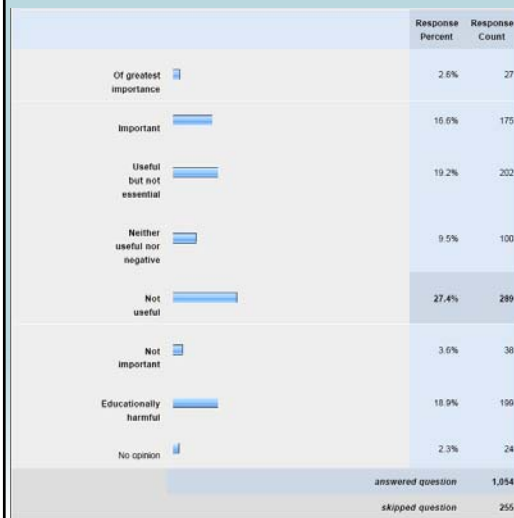 Response Response
Percent Count
Of greatest 2.6% 27
importance
Important 16.6% 175
Useful
but not 19.2% 202
essential
Neither
useful nor 9.5% 100
negative
Not 27.4% 289
useful
Not 3.6% 38
important
Educationally 18.9% 199
harmful
No opinion 2.3% 24
answered question 1,054
skipped question 255